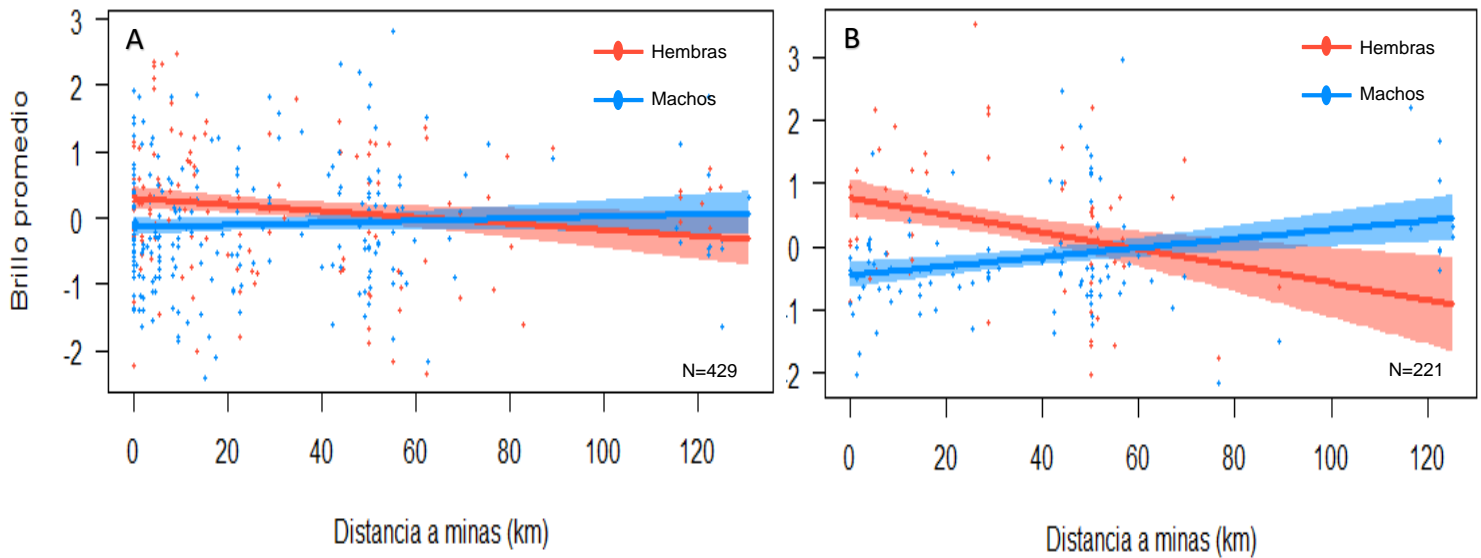 A
Hembras
Machos
3
2
1
0
-1
-2
Brillo promedio
N=429
0 20 40 60 80 100 120
Distancia a minas (km)
B
Hembras
Machos
3
2
1
0
-1
-2
N=221
0 20 40 60 80 100 120
Distancia a minas (km)